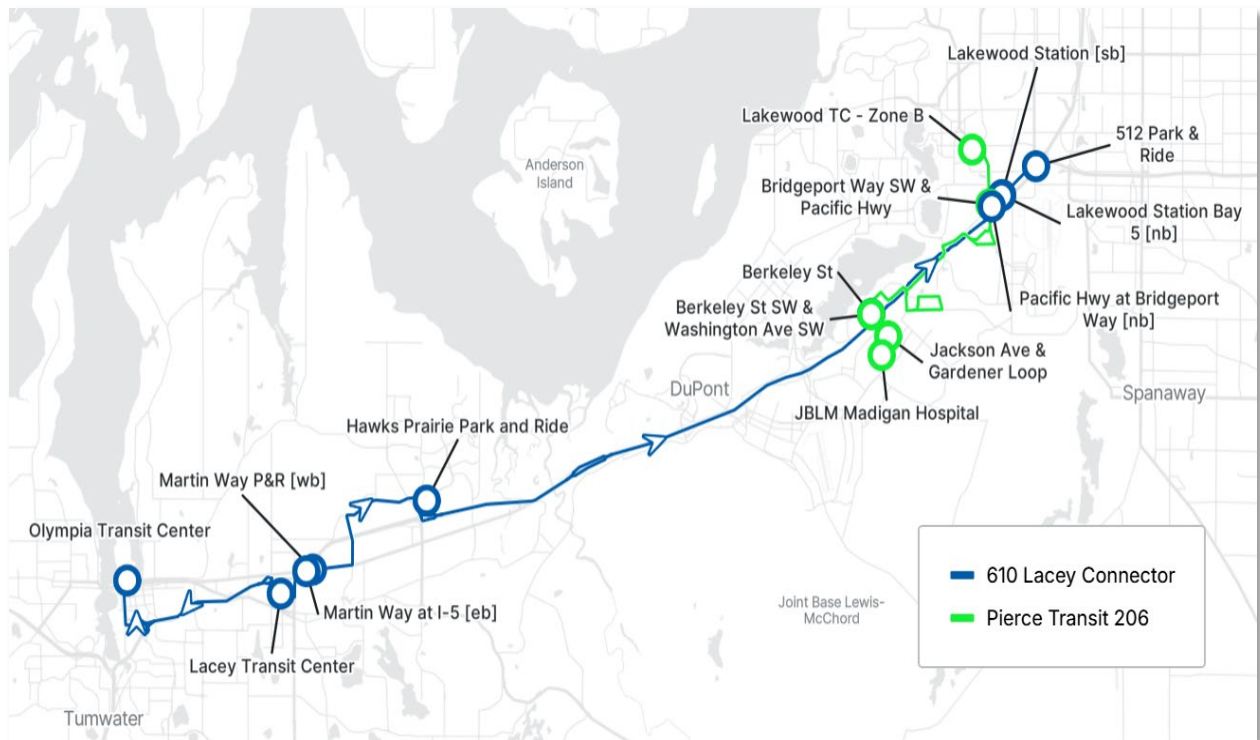 Lakewood Station [sb]
Lakewood TC - Zone B
512 Park &
Ride
Anderson
Island
Bridgeport Way SW &
Pacific Hwy
Lakewood Station Bay
5 [nb]
Berkeley St
Berkeley St SW &
Washington Ave SW
Pacific Hwy at Bridgeport
Way [nb]
Jackson Ave &
Gardener Loop
DuPont
Spanaway
JBLM Madigan Hospital
Hawks Prairie Park and Ride
Martin Way P&R [wb]
Olympia Transit Center
610 Lacey Connector
Pierce Transit 206
Joint Base Lewis-
McChord
Martin Way at I-5 [eb]
Lacey Transit Center
Tumwater